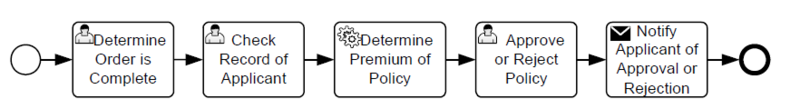 Determine
Order is
Complete
Check
Record of
Applicant
Determine
Premium of
Policy
Approve
or Reject
Policy
Notify
Applicant of
Approval or
Rejection